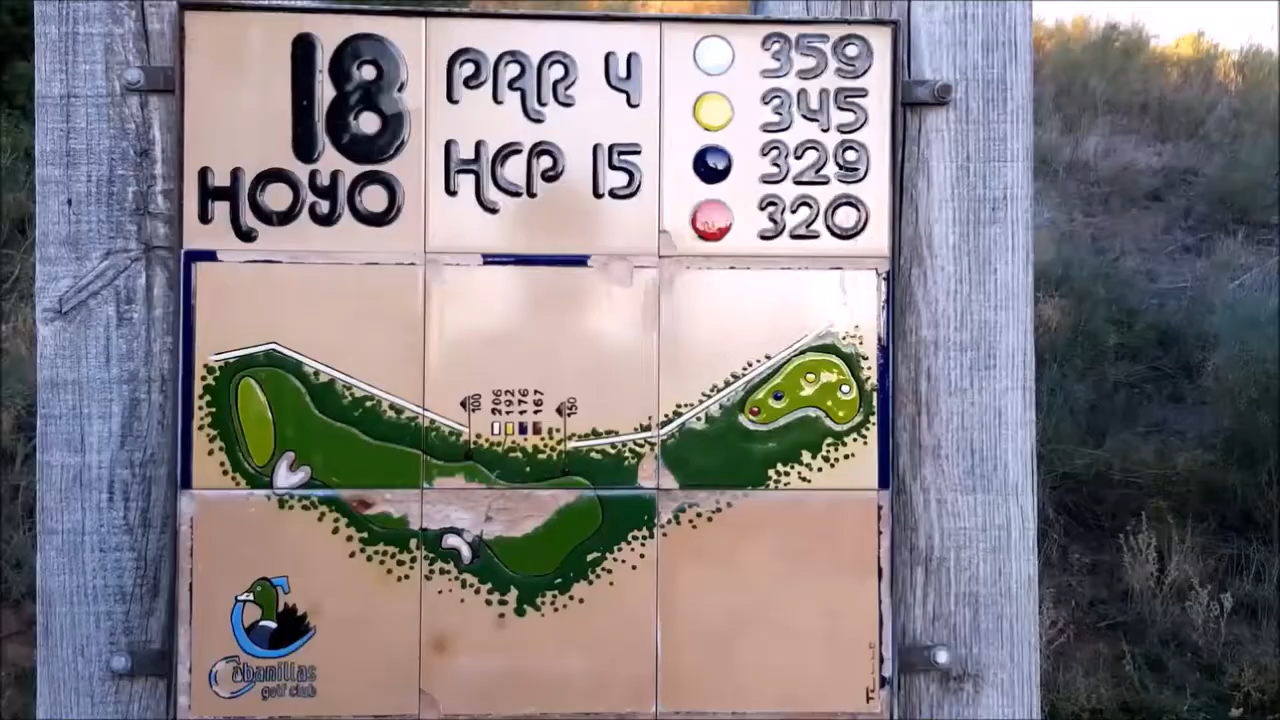 18
HOYO
PAR 4
HCP 15
359
345
329
320
100
206
192
176
167
150
Cabanillas
golf club